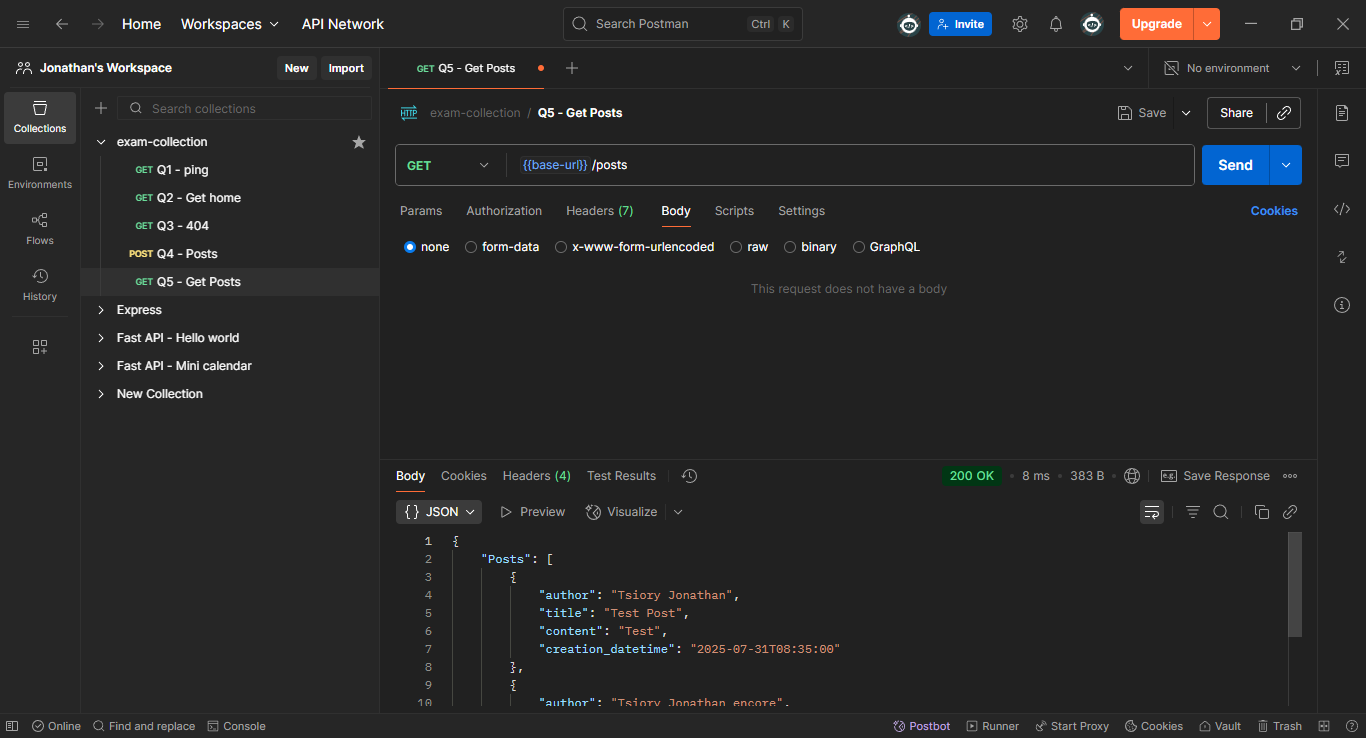 Home Workspaces API Network Search Postman Ctrl K Invite Upgrade
Jonathan's Workspace New Import GET Q5 - Get Posts No environment
Collections
Environments
Flows
History
Search collections
exam-collection
GET Q1 - ping
GET Q2 - Get home
GET Q3 - 404
POST Q4 - Posts
GET Q5 - Get Posts
Express
Fast API - Hello world
Fast API - Mini calendar
New Collection
HTTP exam-collection / Q5 - Get Posts Save Share
GET {{base-url}} /posts Send
Params Authorization Headers (7) Body Scripts Settings Cookies
none form-data x-www-form-urlencoded raw binary GraphQL
This request does not have a body
Body Cookies Headers (4) Test Results 200 OK • 8 ms • 383 B e.g. Save Response
{ } JSON Preview Visualize
1 {
2 "Posts": [
3 {
4 "author": "Tsiory Jonathan",
5 "title": "Test Post",
6 "content": "Test",
7 "creation_datetime": "2025-07-31T08:35:00"
8 },
9 {
10 "author": "Tsiory Jonathan encore",
Online Find and replace Console Postbot Runner Start Proxy Cookies Vault Trash